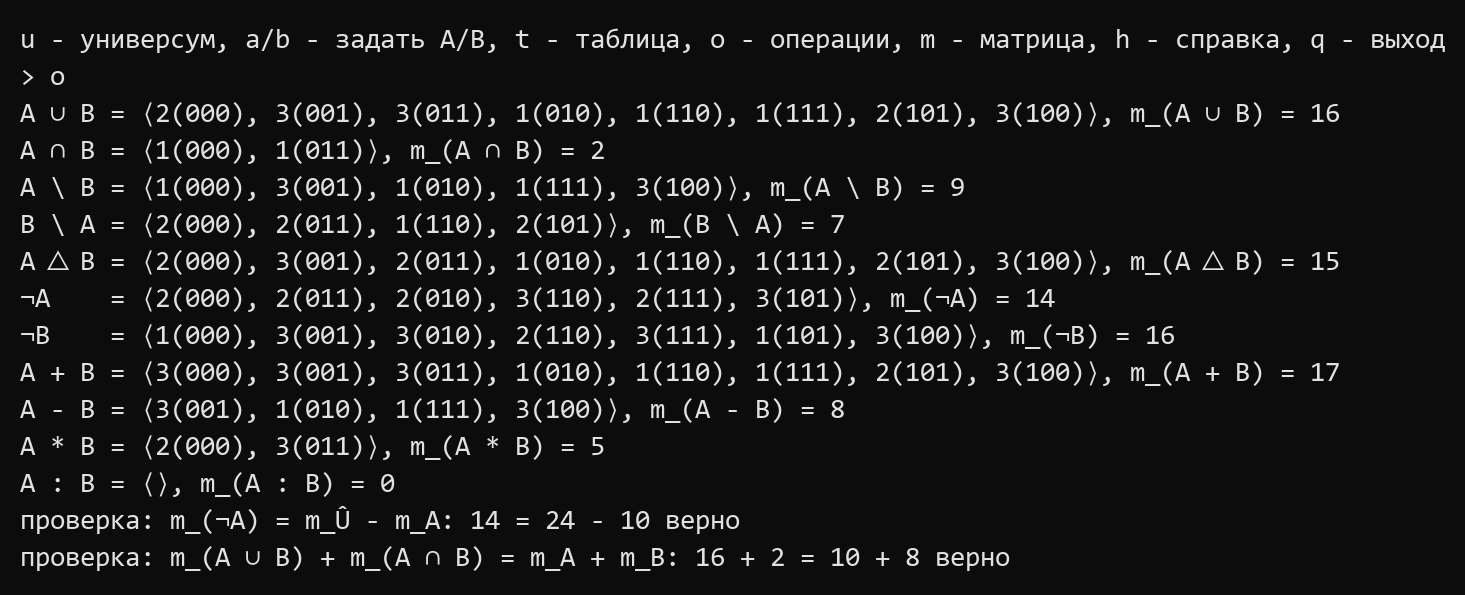 u - универсум, a/b - задать A/B, t - таблица, o - операции, m - матрица, h - справка, q - выход
> o
A ∪ B = ⟨2(000), 3(001), 3(011), 1(010), 1(110), 1(111), 2(101), 3(100)⟩, m_(A ∪ B) = 16
A ∩ B = ⟨1(000), 1(011)⟩, m_(A ∩ B) = 2
A \ B = ⟨1(000), 3(001), 1(010), 1(111), 3(100)⟩, m_(A \ B) = 9
B \ A = ⟨2(000), 2(011), 1(110), 2(101)⟩, m_(B \ A) = 7
A △ B = ⟨2(000), 3(001), 2(011), 1(010), 1(110), 1(111), 2(101), 3(100)⟩, m_(A △ B) = 15
¬A    = ⟨2(000), 2(011), 2(010), 3(110), 2(111), 3(101)⟩, m_(¬A) = 14
¬B    = ⟨1(000), 3(001), 3(010), 2(110), 3(111), 1(101), 3(100)⟩, m_(¬B) = 16
A + B = ⟨3(000), 3(001), 3(011), 1(010), 1(110), 1(111), 2(101), 3(100)⟩, m_(A + B) = 17
A - B = ⟨3(001), 1(010), 1(111), 3(100)⟩, m_(A - B) = 8
A * B = ⟨2(000), 3(011)⟩, m_(A * B) = 5
A : B = ⟨⟩, m_(A : B) = 0
проверка: m_(¬A) = m_Û - m_A: 14 = 24 - 10 верно
проверка: m_(A ∪ B) + m_(A ∩ B) = m_A + m_B: 16 + 2 = 10 + 8 верно